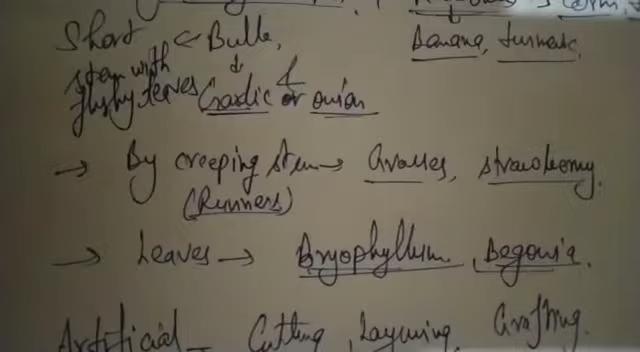 Short ← Bulb,
banana, turmeric.
stem with
fleshy leaves Garlic or onion
→ By creeping stem → Grasses, strawberry.
(Runners)
→ Leaves → Bryophyllum, Begonia.
Artificial - Cutting, Layering, Grafting.